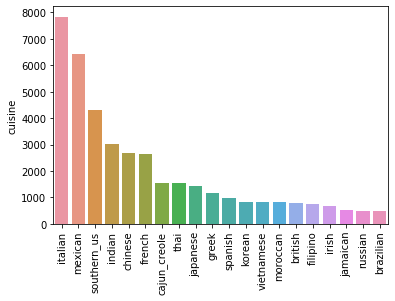 8000
7000
6000
5000
4000
3000
2000
1000
0
cuisine
italian
mexican
southern_us
indian
chinese
french
cajun_creole
thai
japanese
greek
spanish
korean
vietnamese
moroccan
british
filipino
irish
jamaican
russian
brazilian